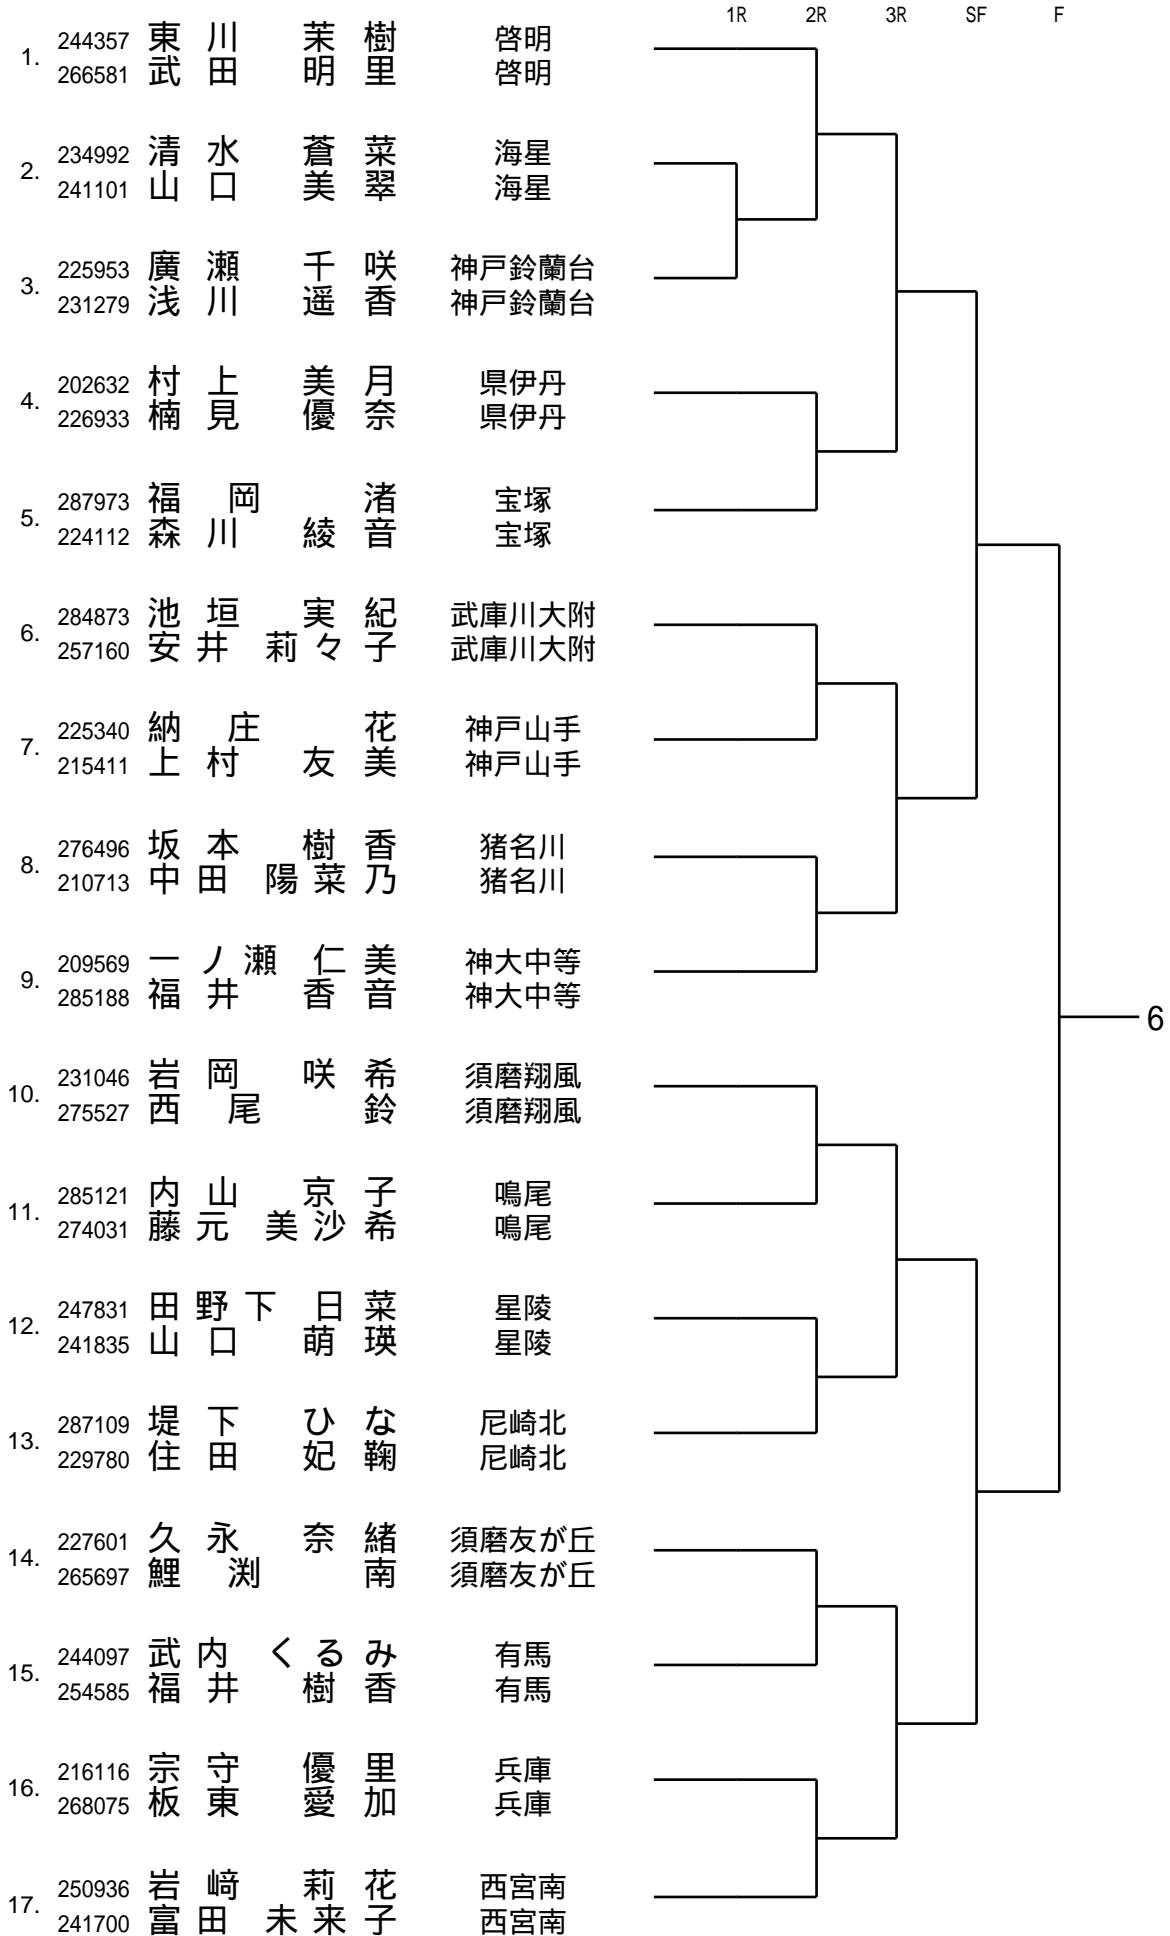 1R 2R 3R SF F
1. 244357 東川 茉樹 啓明
266581 武田 明里 啓明
2. 234992 清水 蒼菜 海星
241101 山口 美翠 海星
3. 225953 廣瀬 千咲 神戸鈴蘭台
231279 浅川 遥香 神戸鈴蘭台
4. 202632 村上 美月 県伊丹
226933 楠見 優奈 県伊丹
5. 287973 福岡 渚 宝塚
224112 森川 綾音 宝塚
6. 284873 池垣 実紀 武庫川大附
257160 安井 莉々子 武庫川大附
7. 225340 納庄 花 神戸山手
215411 上村 友美 神戸山手
8. 276496 坂本 樹香 猪名川
210713 中田 陽菜乃 猪名川
9. 209569 一ノ瀬 仁美 神大中等
285188 福井 香音 神大中等
6
10. 231046 岩岡 咲希 須磨翔風
275527 西尾 鈴 須磨翔風
11. 285121 内山 京子 鳴尾
274031 藤元 美沙希 鳴尾
12. 247831 田野下 日菜 星陵
241835 山口 萌瑛 星陵
13. 287109 堤下 ひな 尼崎北
229780 住田 妃鞠 尼崎北
14. 227601 久永 奈緒 須磨友が丘
265697 鯉渕 南 須磨友が丘
15. 244097 武内 くるみ 有馬
254585 福井 樹香 有馬
16. 216116 宗守 優里 兵庫
268075 板東 愛加 兵庫
17. 250936 岩﨑 莉花 西宮南
241700 富田 未来子 西宮南